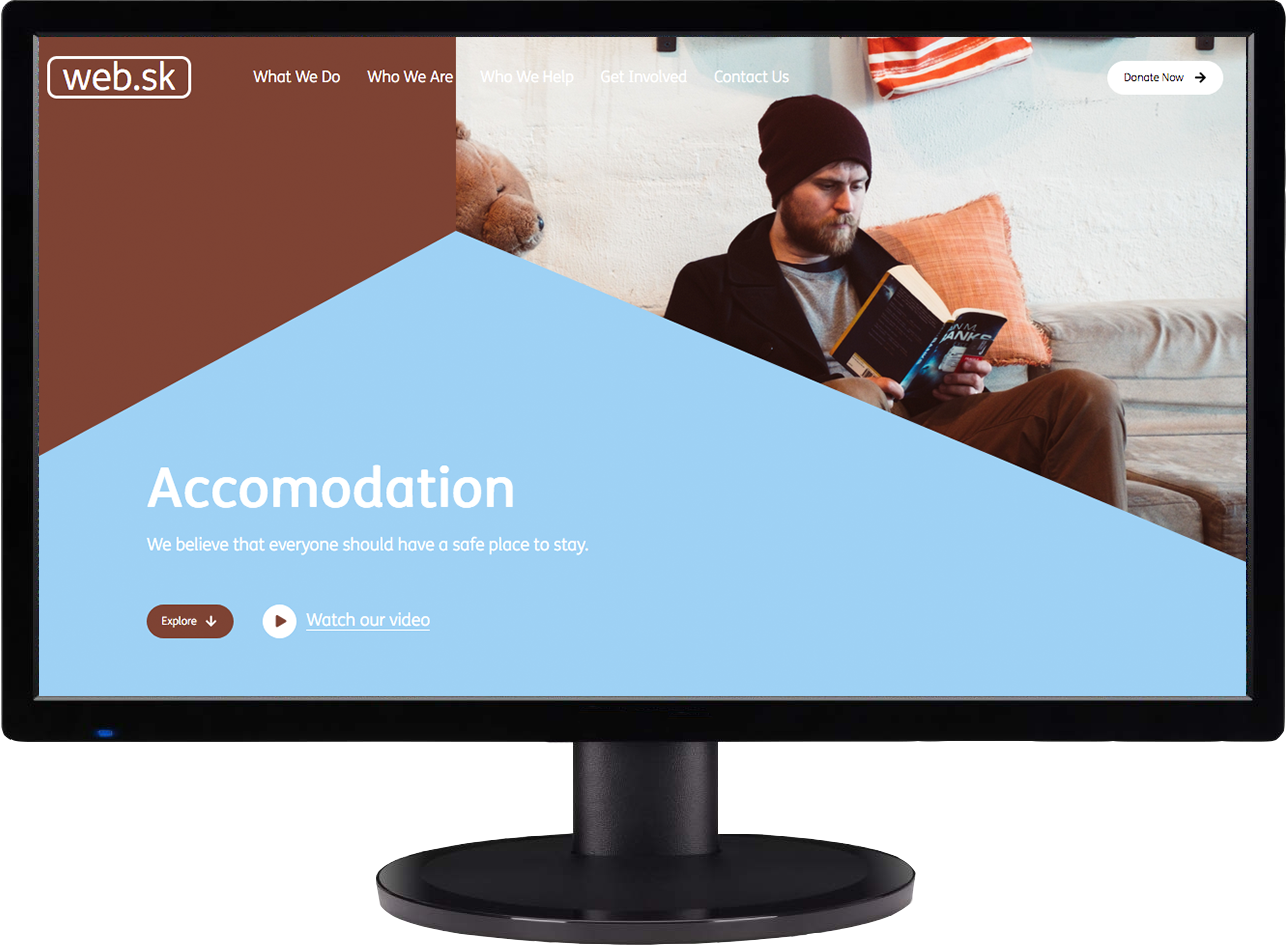 web.sk
What We Do Who We Are Who We Help Get Involved Contact Us
Donate Now
Accomodation
We believe that everyone should have a safe place to stay.
Explore
Watch our video